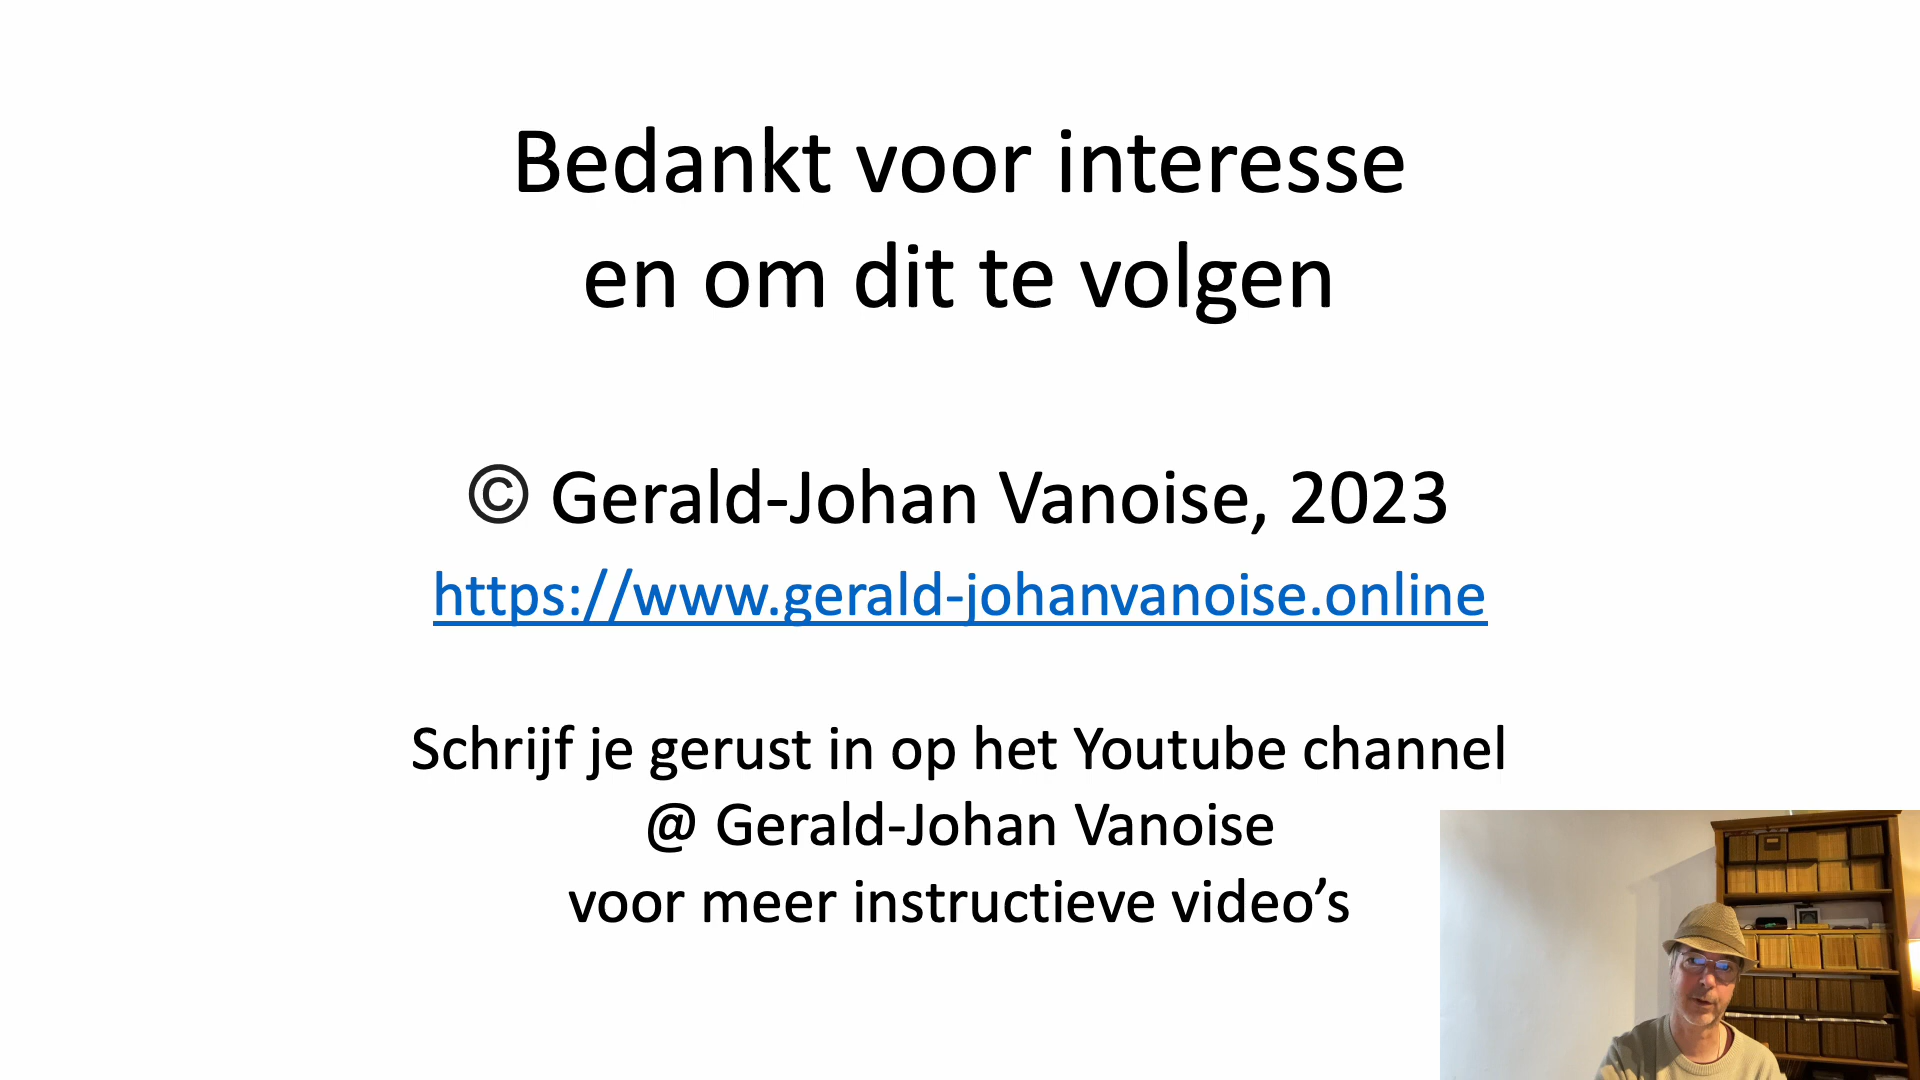 Bedankt voor interesse
en om dit te volgen
© Gerald-Johan Vanoise, 2023
https://www.gerald-johanvanoise.online
Schrijf je gerust in op het Youtube channel
@ Gerald-Johan Vanoise
voor meer instructieve video’s